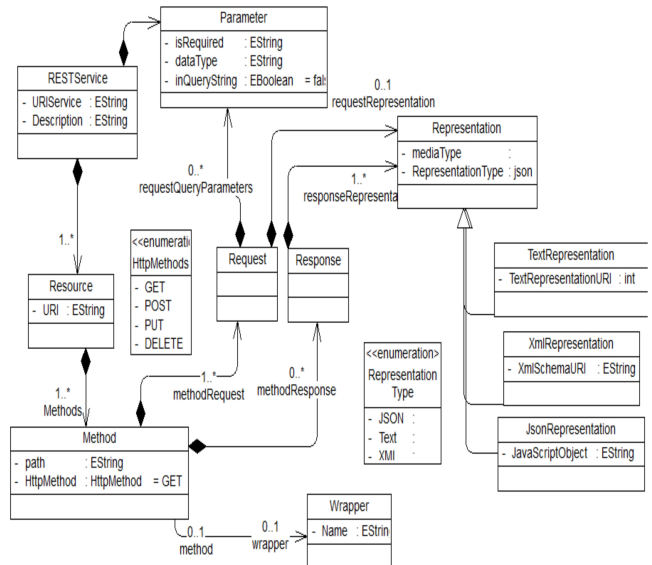 Parameter
- isRequired : EString
- dataType : EString
- inQueryString : EBoolean = fal
RESTService
- URIService : EString
- Description : EString
0..1
requestRepresentation
Representation
- mediaType :
- RepresentationType : json
0..*
requestQueryParameters
1..*
responseRepresenta
1..*
<<enumerati
HttpMethods
- GET
- POST
- PUT
- DELETE
Request
Response
TextRepresentation
- TextRepresentationURI : int
Resource
- URI : EString
XmlRepresentation
- XmlSchemaURI : EString
<<enumeration>
Representation
Type
- JSON :
- Text :
- XMI :
1..*
methodRequest
0..*
methodResponse
1..*
Methods
JsonRepresentation
- JavaScriptObject : EString
Method
- path : EString
- HttpMethod : HttpMethod = GET
0..1
method
0..1
wrapper
Wrapper
- Name : EStrin